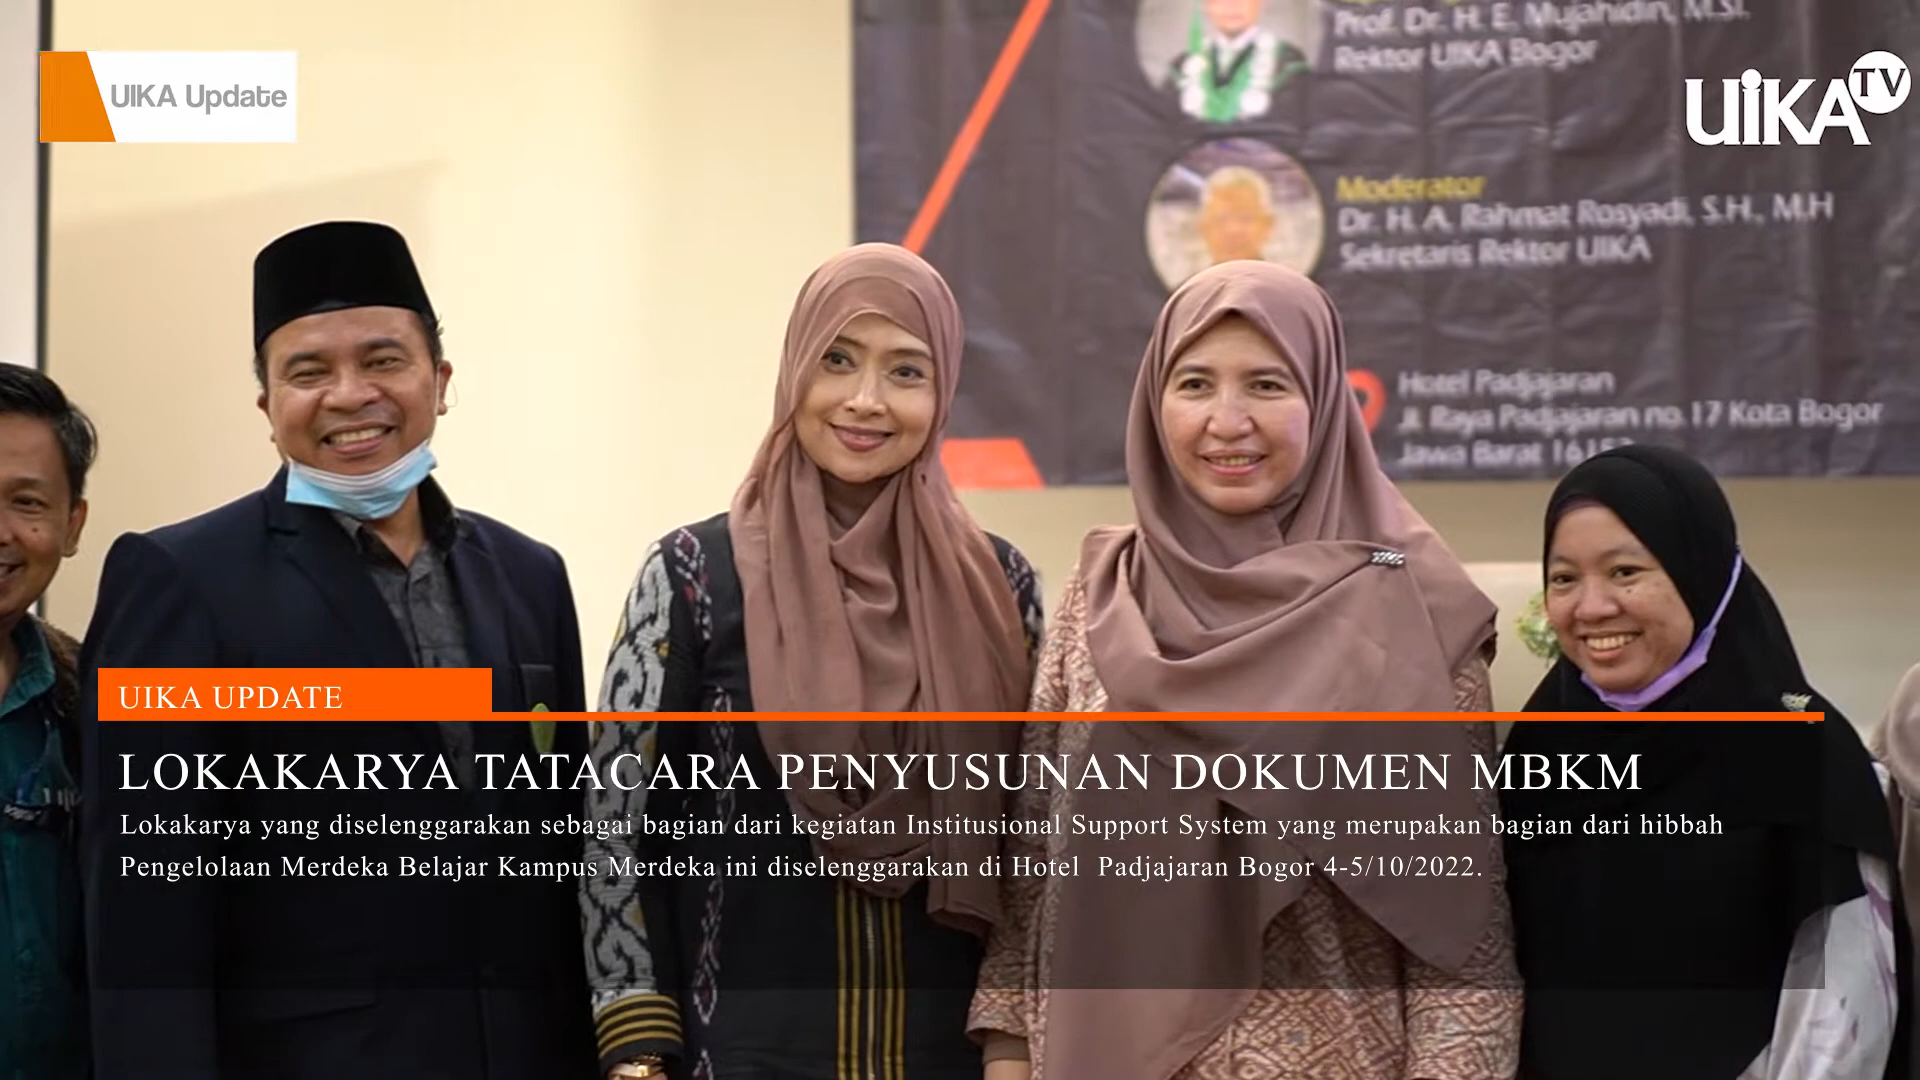 UIKA Update
Prof. Dr. H. E. Mujahidin, M.Si.
Rektor UIKA Bogor
UiKA TV
Moderator
Dr. H. A. Rahmat Rosyadi, S.H., M.H
Sekretaris Rektor UIKA
Hotel Padjajaran
Jl. Raya Padjajaran no.17 Kota Bogor
Jawa Barat
UIKA UPDATE
LOKAKARYA TATACARA PENYUSUNAN DOKUMEN MBKM
Lokakarya yang diselenggarakan sebagai bagian dari kegiatan Institusional Support System yang merupakan bagian dari hibbah
Pengelolaan Merdeka Belajar Kampus Merdeka ini diselenggarakan di Hotel  Padjajaran Bogor 4-5/10/2022.